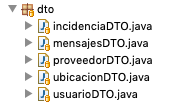 dto
incidenciaDTO.java
mensajesDTO.java
proveedorDTO.java
ubicacionDTO.java
usuarioDTO.java